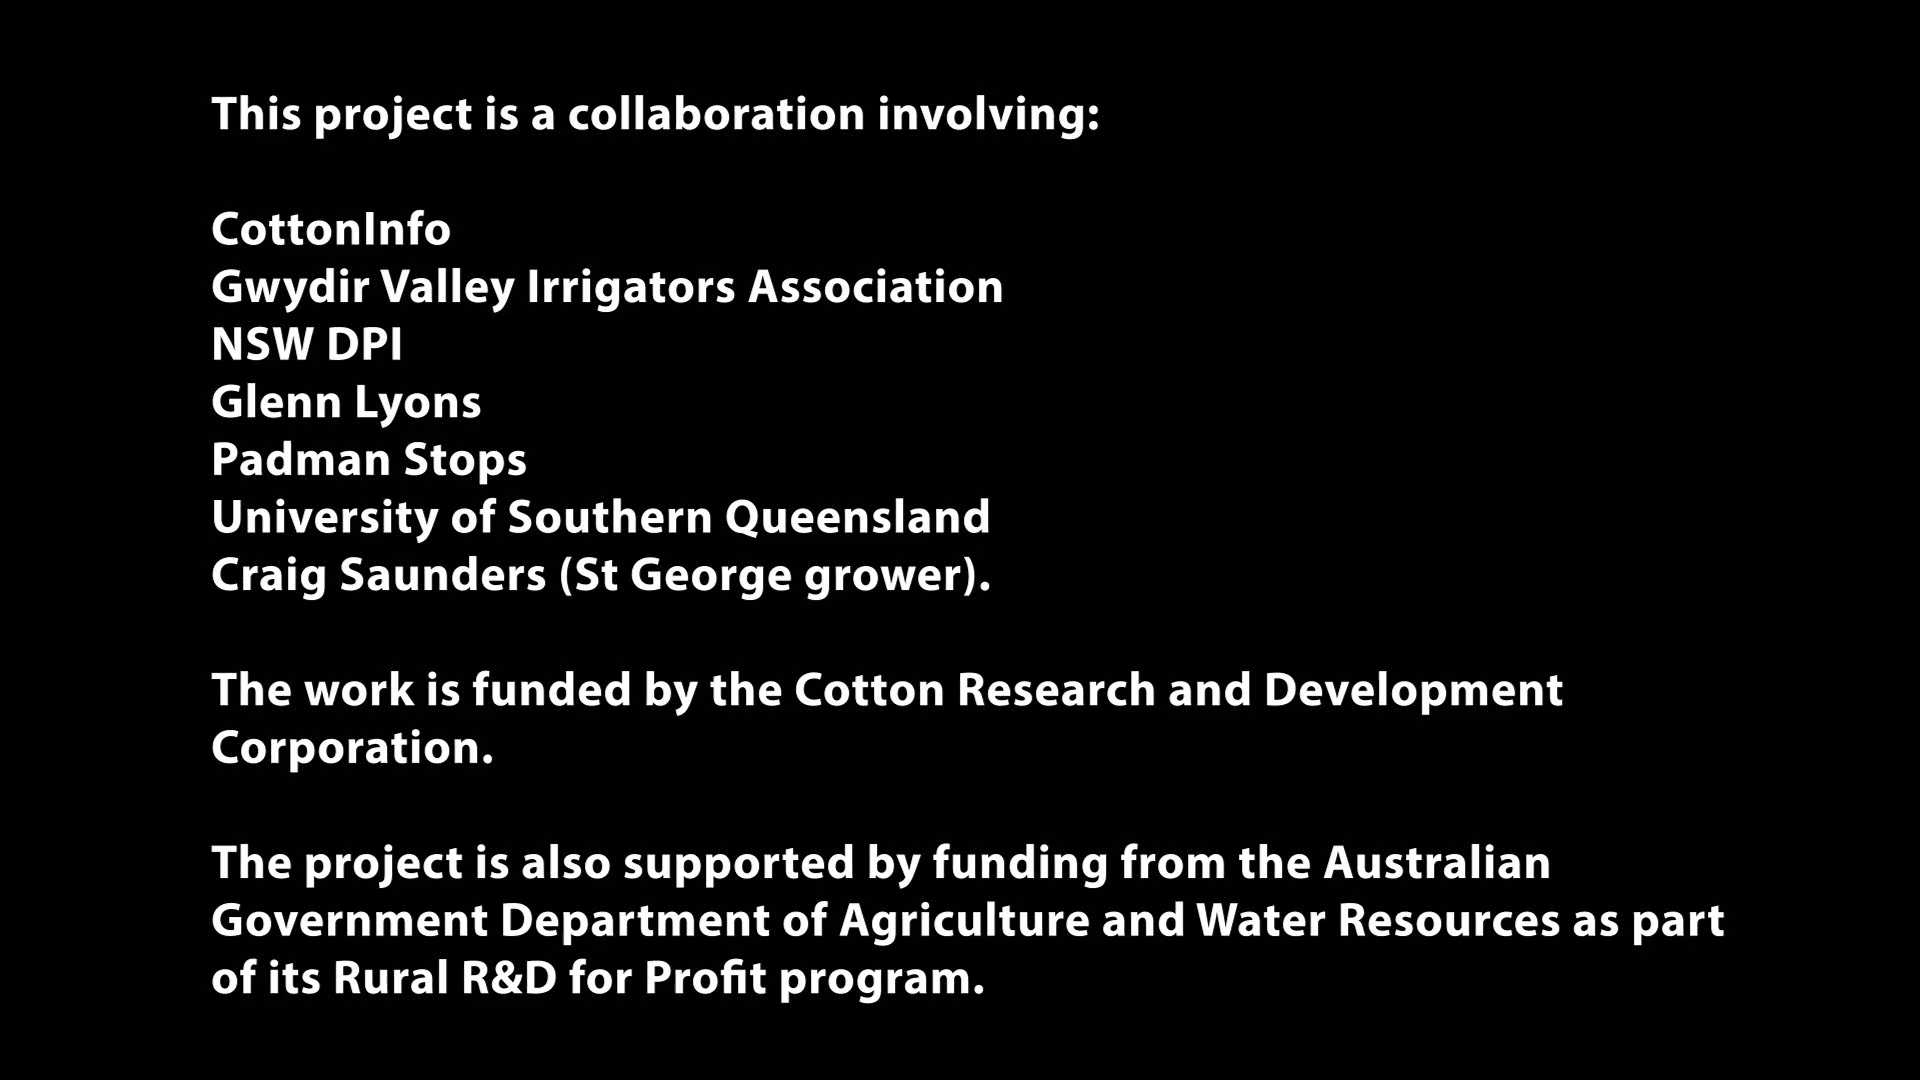 This project is a collaboration involving:
CottonInfo
Gwydir Valley Irrigators Association
NSW DPI
Glenn Lyons
Padman Stops
University of Southern Queensland
Craig Saunders (St George grower).
The work is funded by the Cotton Research and Development
Corporation.
The project is also supported by funding from the Australian
Government Department of Agriculture and Water Resources as part
of its Rural R&D for Profit program.